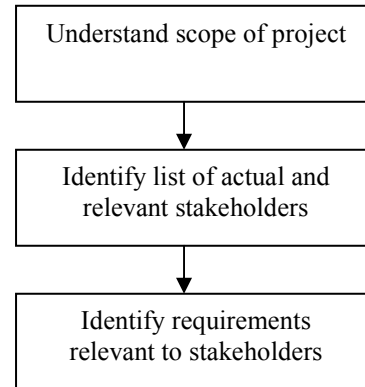 Understand scope of project
Identify list of actual and
relevant stakeholders
Identify requirements
relevant to stakeholders